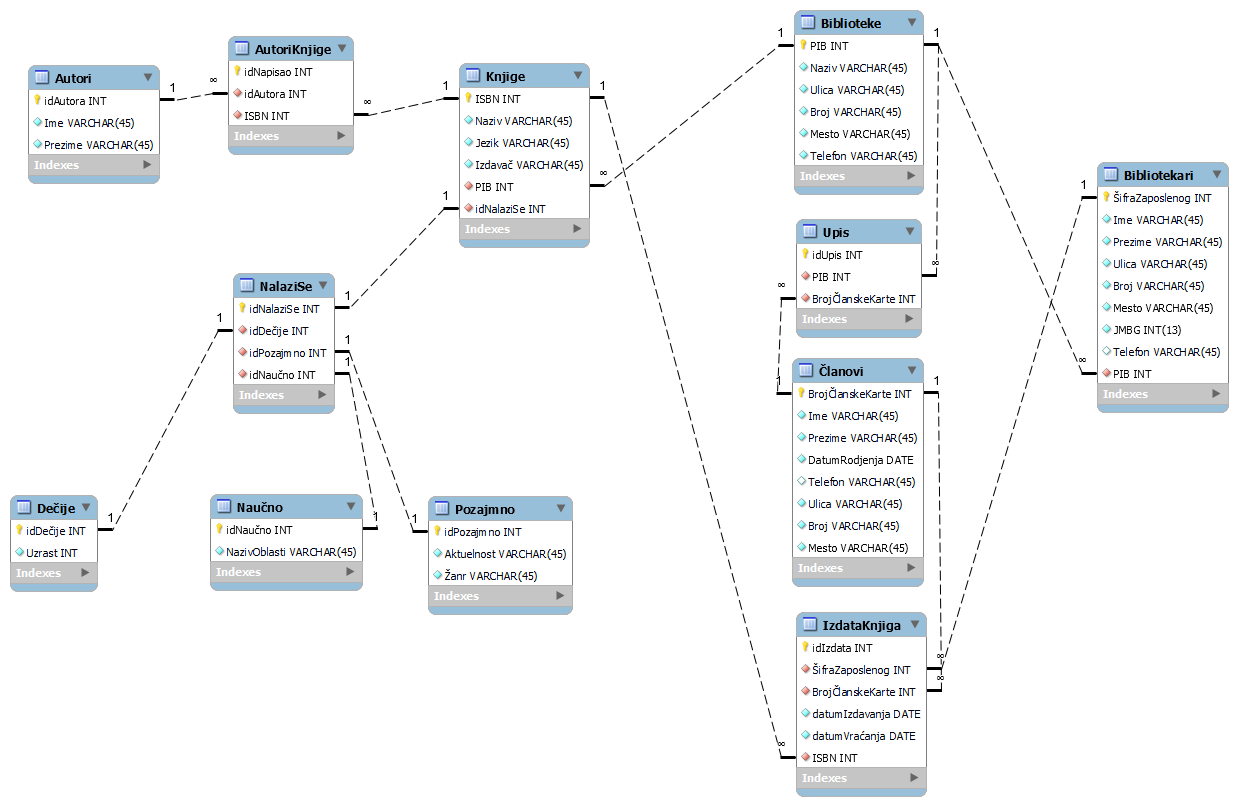 Autori
idAutora INT
Ime VARCHAR(45)
Prezime VARCHAR(45)
Indexes
1
∞
AutoriKnjige
idNapisao INT
idAutora INT
ISBN INT
Indexes
∞
1
Knjige
ISBN INT
Naziv VARCHAR(45)
Jezik VARCHAR(45)
Izdavač VARCHAR(45)
PIB INT
idNalaziSe INT
Indexes
1
∞
1
1
Biblioteke
PIB INT
Naziv VARCHAR(45)
Ulica VARCHAR(45)
Broj VARCHAR(45)
Mesto VARCHAR(45)
Telefon VARCHAR(45)
Indexes
1
Upis
idUpis INT
PIB INT
BrojČlanskeKarte INT
Indexes
∞
∞
Bibliotekari
ŠifraZaposlenog INT
Ime VARCHAR(45)
Prezime VARCHAR(45)
Ulica VARCHAR(45)
Broj VARCHAR(45)
Mesto VARCHAR(45)
JMBG INT(13)
Telefon VARCHAR(45)
PIB INT
Indexes
1
∞
NalaziSe
idNalaziSe INT
idDečije INT
idPozajmno INT
idNaučno INT
Indexes
1
1
1
1
Članovi
BrojČlanskeKarte INT
Ime VARCHAR(45)
Prezime VARCHAR(45)
DatumRodjenja DATE
Telefon VARCHAR(45)
Ulica VARCHAR(45)
Broj VARCHAR(45)
Mesto VARCHAR(45)
Indexes
1
1
Dečije
idDečije INT
Uzrast INT
Indexes
1
Naučno
idNaučno INT
NazivOblasti VARCHAR(45)
Indexes
1
Pozajmno
idPozajmno INT
Aktuelnost VARCHAR(45)
Žanr VARCHAR(45)
Indexes
1
IzdataKnjiga
idIzdata INT
ŠifraZaposlenog INT
BrojČlanskeKarte INT
datumIzdavanja DATE
datumVraćanja DATE
ISBN INT
Indexes
∞
∞
∞